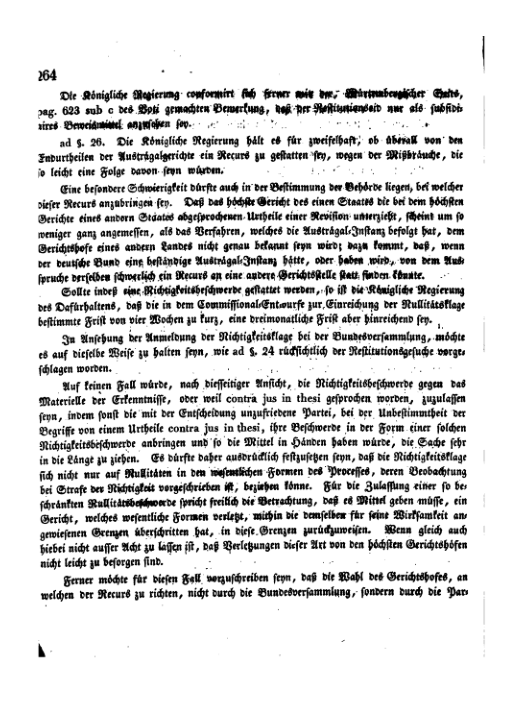 264
Die Königliche Regierung conformirt sich ferner mit der, Würtembergischer Seits,
pag. 623 sub c des Voti gemachten Bemerkung, daß der Restitutionseid nur als subsidi-
aires Beweismittel anzusehen sey.
ad §. 26. Die Königliche Regierung hält es für zweifelhaft, ob überall von den
Endurtheilen der Austrägalgerichte ein Recurs zu gestatten sey, wegen der Mißbräuche, die
so leicht eine Folge davon seyn würden.
Eine besondere Schwierigkeit dürfte auch in der Bestimmung der Behörde liegen, bei welcher
dieser Recurs anzubringen sey. Daß das höchste Gericht des einen Staates die bei dem höchsten
Gerichte eines andern Staates abgesprochenen Urtheile einer Revision unterzieht, scheint um so
weniger ganz angemessen, als das Verfahren, welches die Austrägal-Instanz befolgt hat, dem
Gerichtshofe eines andern Landes nicht genau bekannt seyn wird; dazu kommt, daß, wenn
der deutsche Bund eine beständige Austrägal-Instanz hätte, oder haben wird, von dem Aus-
spruche derselben schwerlich ein Recurs an eine andere Gerichtsstelle statt finden könnte.
Sollte indeß eine Nichtigkeitsbeschwerde gestattet werden, so ist die Königliche Regierung
des Dafürhaltens, daß die in dem Commissional-Entwurfe zur Einreichung der Nullitätsklage
bestimmte Frist von vier Wochen zu kurz, eine dreimonatliche Frist aber hinreichend sey.
In Ansehung der Anmeldung der Nichtigkeitsklage bei der Bundesversammlung, möchte
es auf dieselbe Weise zu halten seyn, wie ad §. 24 rücksichtlich der Restitutionsgesuche vorge-
schlagen worden.
Auf keinen Fall würde, nach diesseitiger Ansicht, die Nichtigkeitsbeschwerde gegen das
Materielle der Erkenntnisse, oder weil contra jus in thesi gesprochen worden, zuzulassen
seyn, indem sonst die mit der Entscheidung unzufriedene Partei, bei der Unbestimmtheit der
Begriffe von einem Urtheile contra jus in thesi, ihre Beschwerde in der Form einer solchen
Nichtigkeitsbeschwerde anbringen und so die Mittel in Händen haben würde, die Sache sehr
in die Länge zu ziehen. Es dürfte daher ausdrücklich festzusetzen seyn, daß die Nichtigkeitsklage
sich nicht nur auf Nullitäten in den wesentlichen Formen des Processes, deren Beobachtung
bei Strafe der Nichtigkeit vorgeschrieben ist, beziehen könne. Für die Zulassung einer so be-
schränkten Nullitätsbeschwerde spricht freilich die Betrachtung, daß es Mittel geben müsse, ein
Gericht, welches wesentliche Formen verletzt, mithin die demselben für seine Wirksamkeit an-
gewiesenen Grenzen überschritten hat, in diese Grenzen zurückzuweisen. Wenn gleich auch
hiebei nicht ausser Acht zu lassen ist, daß Verletzungen dieser Art von den höchsten Gerichtshöfen
nicht leicht zu besorgen sind.
Ferner möchte für diesen Fall vorzuschreiben seyn, daß die Wahl des Gerichtshofes, an
welchen der Recurs zu richten, nicht durch die Bundesversammlung, sondern durch die Par-